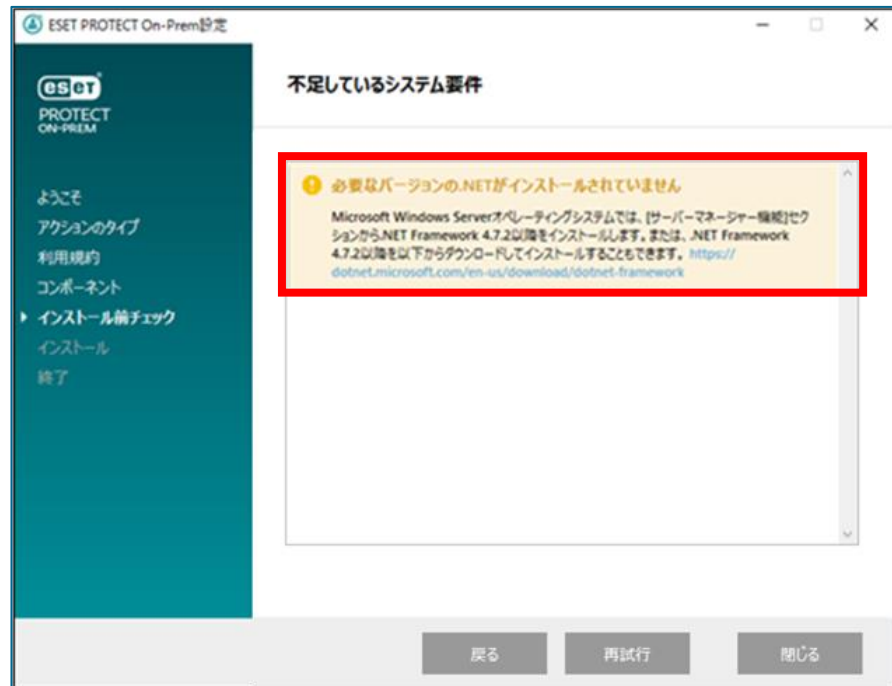 ESET PROTECT On-Prem設定
eset
PROTECT
ON-PREM
ようこそ
アクションのタイプ
利用規約
コンポーネント
インストール前チェック
インストール
終了
不足しているシステム要件
必要なバージョンの.NETがインストールされていません
Microsoft Windows Serverオペレーティングシステムでは、[サーバーマネージャー機能]セク
ションから.NET Framework 4.7.2以降をインストールします。または、.NET Framework
4.7.2以降を以下からダウンロードしてインストールすることもできます。 https://
dotnet.microsoft.com/en-us/download/dotnet-framework
戻る
再試行
閉じる